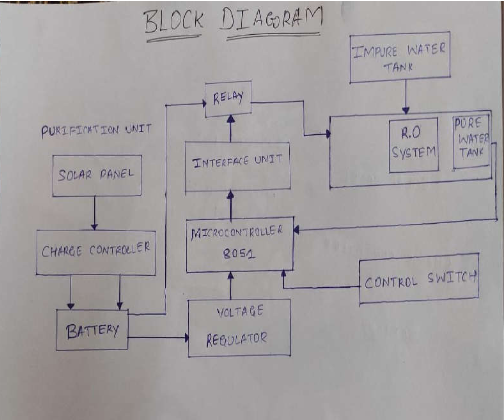 BLOCK DIAGRAM
IMPURE WATER
TANK
RELAY
PURIFICATION UNIT
R.O
SYSTEM
PURE
WATER
TANK
INTERFACE UNIT
SOLAR PANEL
MICROCONTROLLER
8051
CHARGE CONTROLLER
CONTROL SWITCH
VOLTAGE
REGULATOR
BATTERY